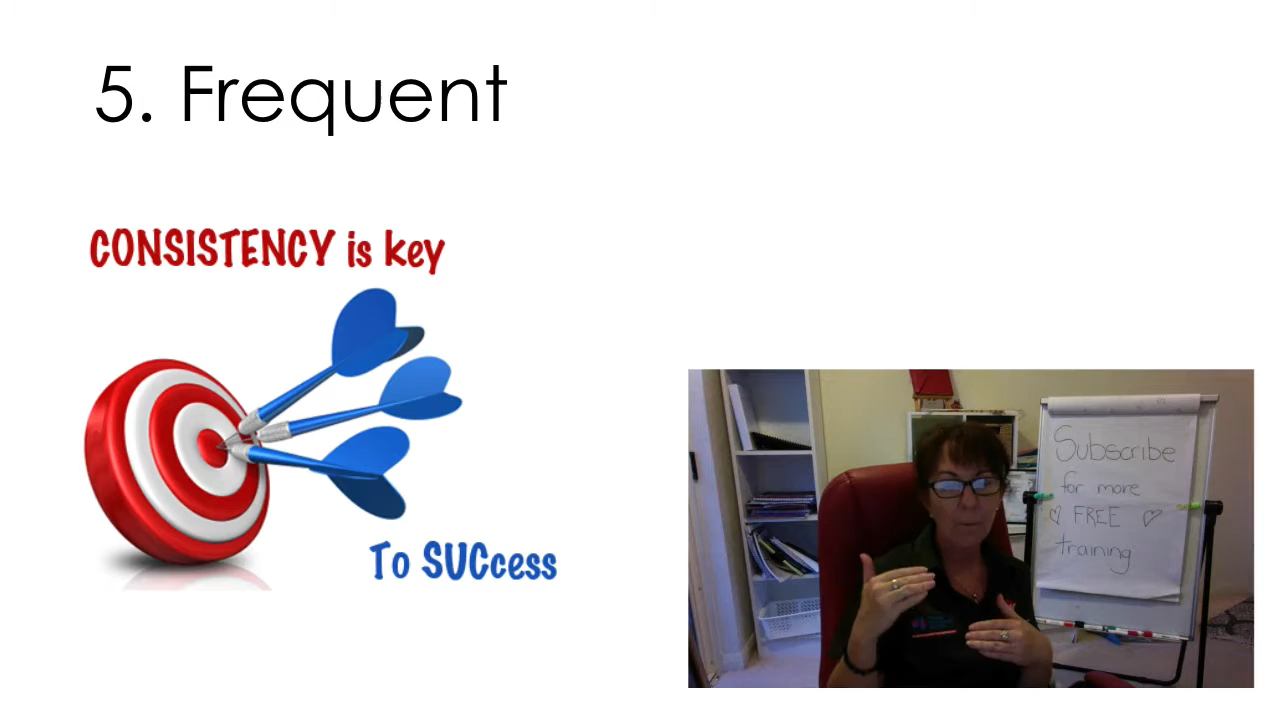 5. Frequent
CONSISTENCY is key
To SUCcess
Subscribe
for more
FREE
training